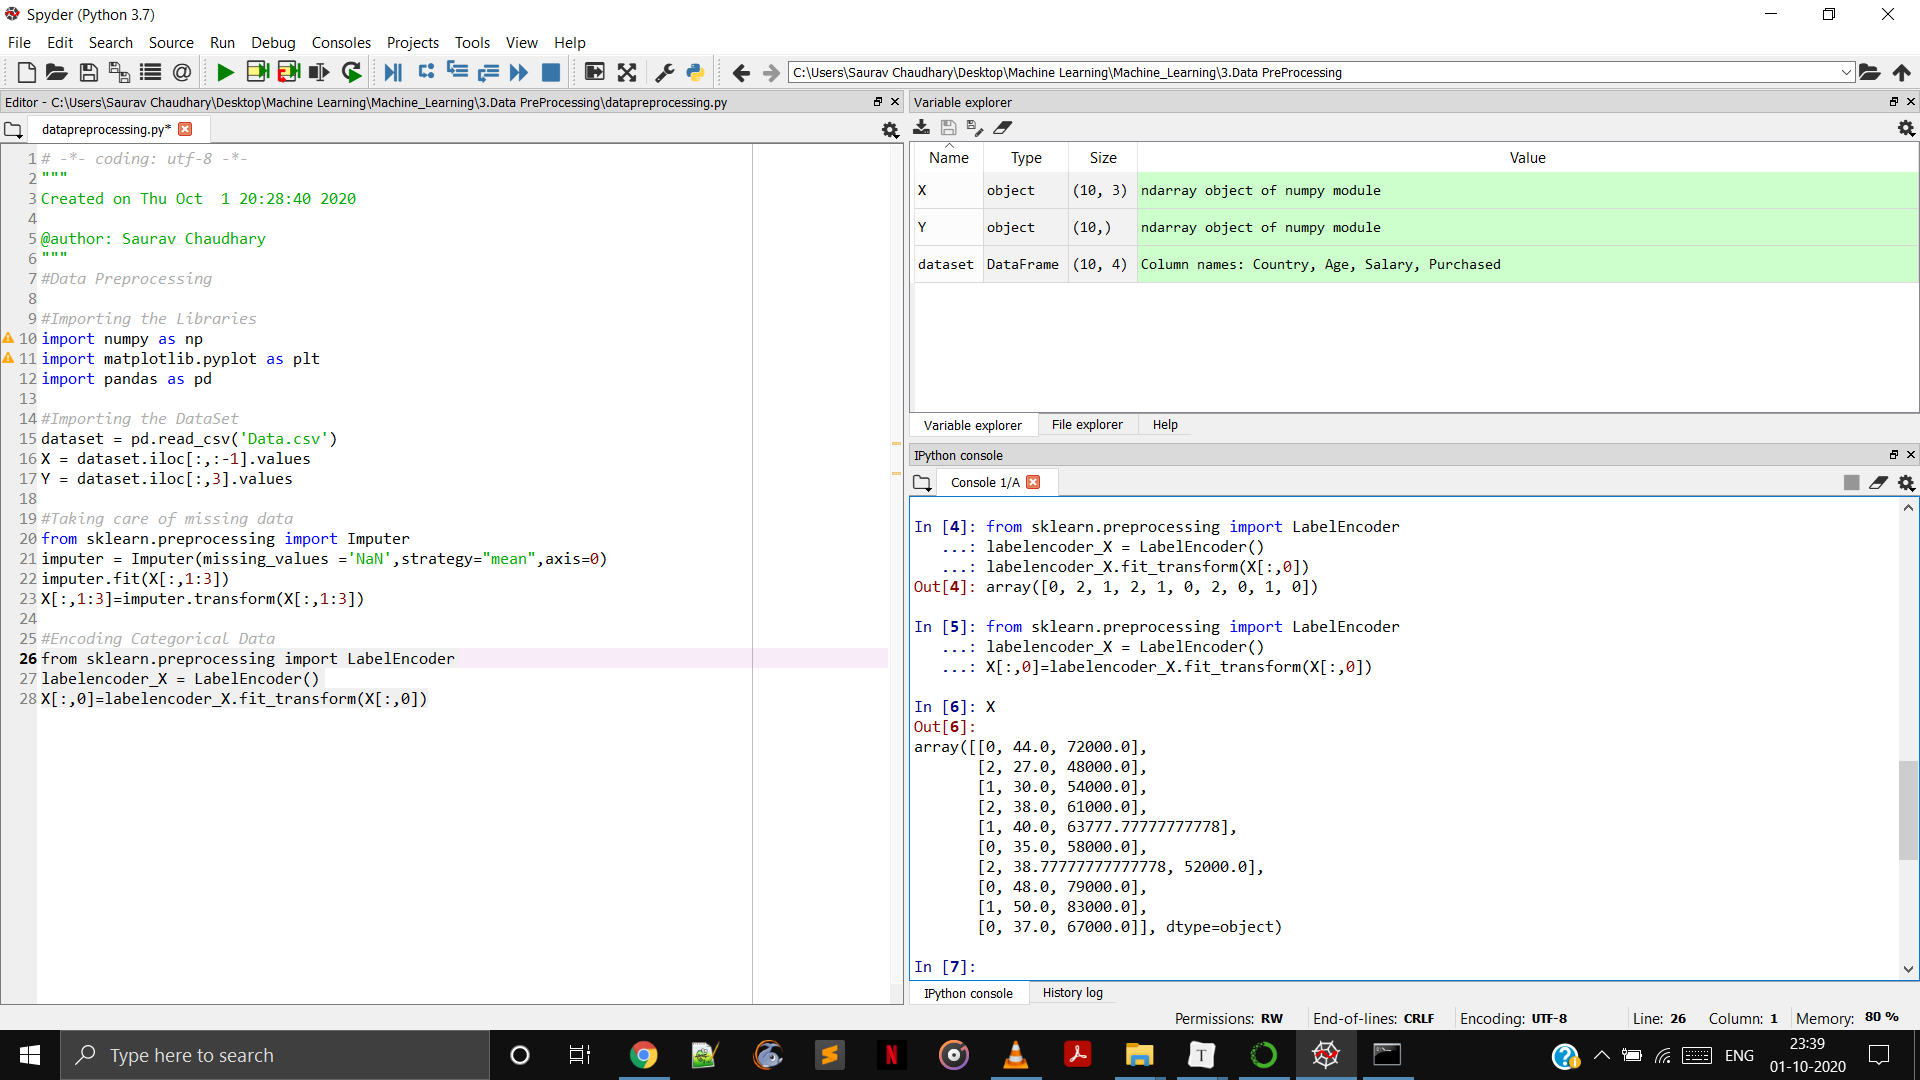 Spyder (Python 3.7)
File Edit Search Source Run Debug Consoles Projects Tools View Help
C:\Users\Saurav Chaudhary\Desktop\Machine Learning\Machine_Learning\3.Data PreProcessing
Editor - C:\Users\Saurav Chaudhary\Desktop\Machine Learning\Machine_Learning\3.Data PreProcessing\datapreprocessing.py
datapreprocessing.py*
1 # -*- coding: utf-8 -*-
2 """
3 Created on Thu Oct  1 20:28:40 2020
4
5 @author: Saurav Chaudhary
6 """
7 #Data Preprocessing
8
9 #Importing the Libraries
10 import numpy as np
11 import matplotlib.pyplot as plt
12 import pandas as pd
13
14 #Importing the DataSet
15 dataset = pd.read_csv('Data.csv')
16 X = dataset.iloc[:,:-1].values
17 Y = dataset.iloc[:,3].values
18
19 #Taking care of missing data
20 from sklearn.preprocessing import Imputer
21 imputer = Imputer(missing_values ='NaN',strategy="mean",axis=0)
22 imputer.fit(X[:,1:3])
23 X[:,1:3]=imputer.transform(X[:,1:3])
24
25 #Encoding Categorical Data
26 from sklearn.preprocessing import LabelEncoder
27 labelencoder_X = LabelEncoder()
28 X[:,0]=labelencoder_X.fit_transform(X[:,0])
Variable explorer
Name Type Size Value
X object (10, 3) ndarray object of numpy module
Y object (10,) ndarray object of numpy module
dataset DataFrame (10, 4) Column names: Country, Age, Salary, Purchased
Variable explorer File explorer Help
IPython console
Console 1/A
In [4]: from sklearn.preprocessing import LabelEncoder
...: labelencoder_X = LabelEncoder()
...: labelencoder_X.fit_transform(X[:,0])
Out[4]: array([0, 2, 1, 2, 1, 0, 2, 0, 1, 0])
In [5]: from sklearn.preprocessing import LabelEncoder
...: labelencoder_X = LabelEncoder()
...: X[:,0]=labelencoder_X.fit_transform(X[:,0])
In [6]: X
Out[6]:
array([[0, 44.0, 72000.0],
[2, 27.0, 48000.0],
[1, 30.0, 54000.0],
[2, 38.0, 61000.0],
[1, 40.0, 63777.77777777778],
[0, 35.0, 58000.0],
[2, 38.77777777777778, 52000.0],
[0, 48.0, 79000.0],
[1, 50.0, 83000.0],
[0, 37.0, 67000.0]], dtype=object)
In [7]:
IPython console History log
Permissions: RW End-of-lines: CRLF Encoding: UTF-8 Line: 26 Column: 1 Memory: 80 %
Type here to search
ENG
23:39
01-10-2020